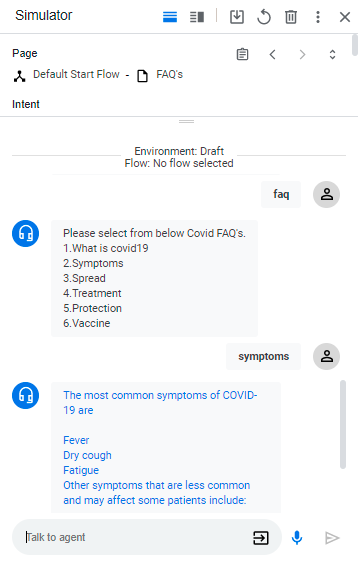 Simulator
Page
Default Start Flow - FAQ's
Intent
Environment: Draft
Flow: No flow selected
faq
Please select from below Covid FAQ's.
1.What is covid19
2.Symptoms
3.Spread
4.Treatment
5.Protection
6.Vaccine
symptoms
The most common symptoms of COVID-
19 are
Fever
Dry cough
Fatigue
Other symptoms that are less common
and may affect some patients include:
Talk to agent